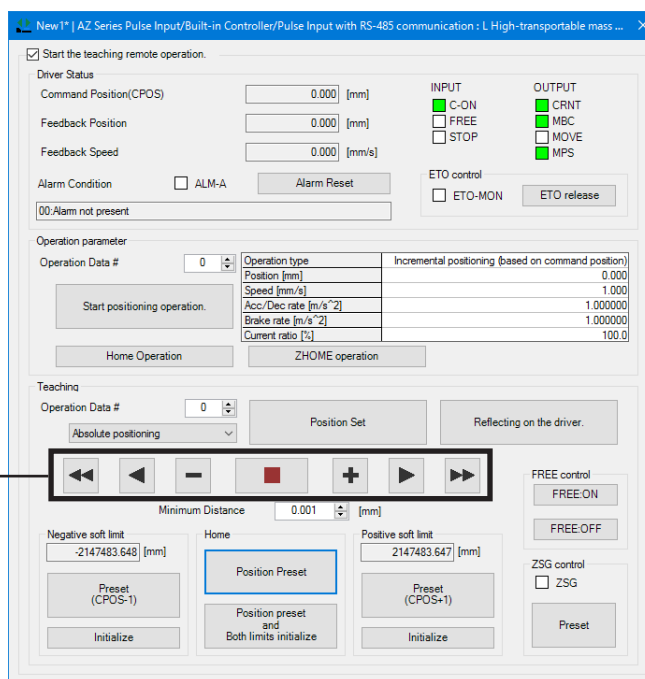 New1* | AZ Series Pulse Input/Built-in Controller/Pulse Input with RS-485 communication : L High-transportable mass ...
Start the teaching remote operation.
Driver Status
Command Position(CPOS) 0.000 [mm]
Feedback Position 0.000 [mm]
Feedback Speed 0.000 [mm/s]
Alarm Condition ALM-A Alarm Reset
00:Alarm not present
INPUT OUTPUT
C-ON CRNT
FREE MBC
STOP MOVE
MPS
ETO control
ETO-MON ETO release
Operation parameter
Operation Data # 0
Start positioning operation.
Operation type Incremental positioning (based on command position)
Position [mm] 0.000
Speed [mm/s] 1.000
Acc/Dec rate [m/s^2] 1.000000
Brake rate [m/s^2] 1.000000
Current ratio [%] 100.0
Home Operation ZHOME operation
Teaching
Operation Data # 0
Absolute positioning
Position Set
Reflecting on the driver.
Minimum Distance 0.001 [mm]
FREE control
FREE:ON
FREE:OFF
Negative soft limit
-2147483.648 [mm]
Preset
(CPOS-1)
Initialize
Home
Position Preset
Position preset
and
Both limits initialize
Positive soft limit
2147483.647 [mm]
Preset
(CPOS+1)
Initialize
ZSG control
ZSG
Preset